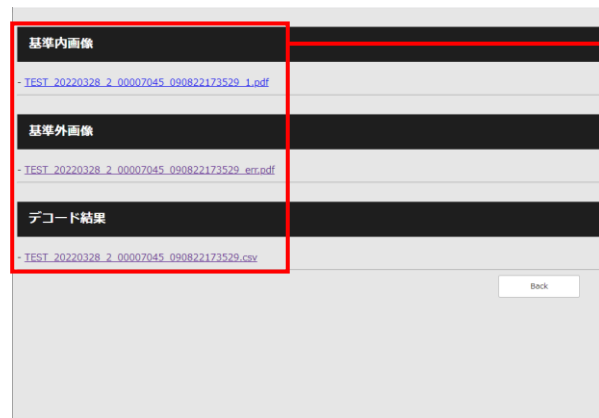 基準内画像
- TEST_20220328_2_00007045_090822173529_1.pdf
基準外画像
- TEST_20220328_2_00007045_090822173529_err.pdf
デコード結果
- TEST_20220328_2_00007045_090822173529.csv
Back